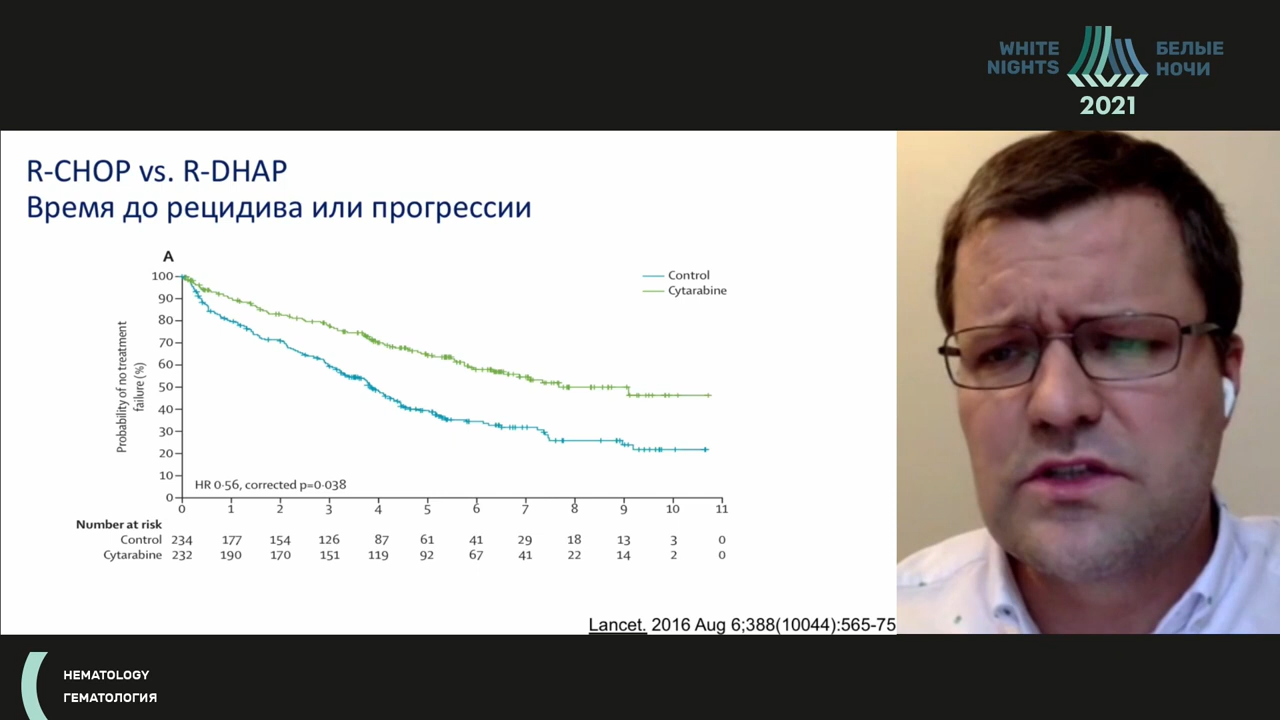 WHITE
NIGHTS
БЕЛЫЕ
НОЧИ
2021
R-CHOP vs. R-DHAP
Время до рецидива или прогрессии
A
Control
Cytarabine
Probability of no treatment
failure (%)
100
90
80
70
60
50
40
30
20
10
0
HR 0·56, corrected p=0·038
0 1 2 3 4 5 6 7 8 9 10 11
Number at risk
Control 234 177 154 126 87 61 41 29 18 13 3 0
Cytarabine 232 190 170 151 119 92 67 41 22 14 2 0
Lancet. 2016 Aug 6;388(10044):565-75
HEMATOLOGY
ГЕМАТОЛОГИЯ